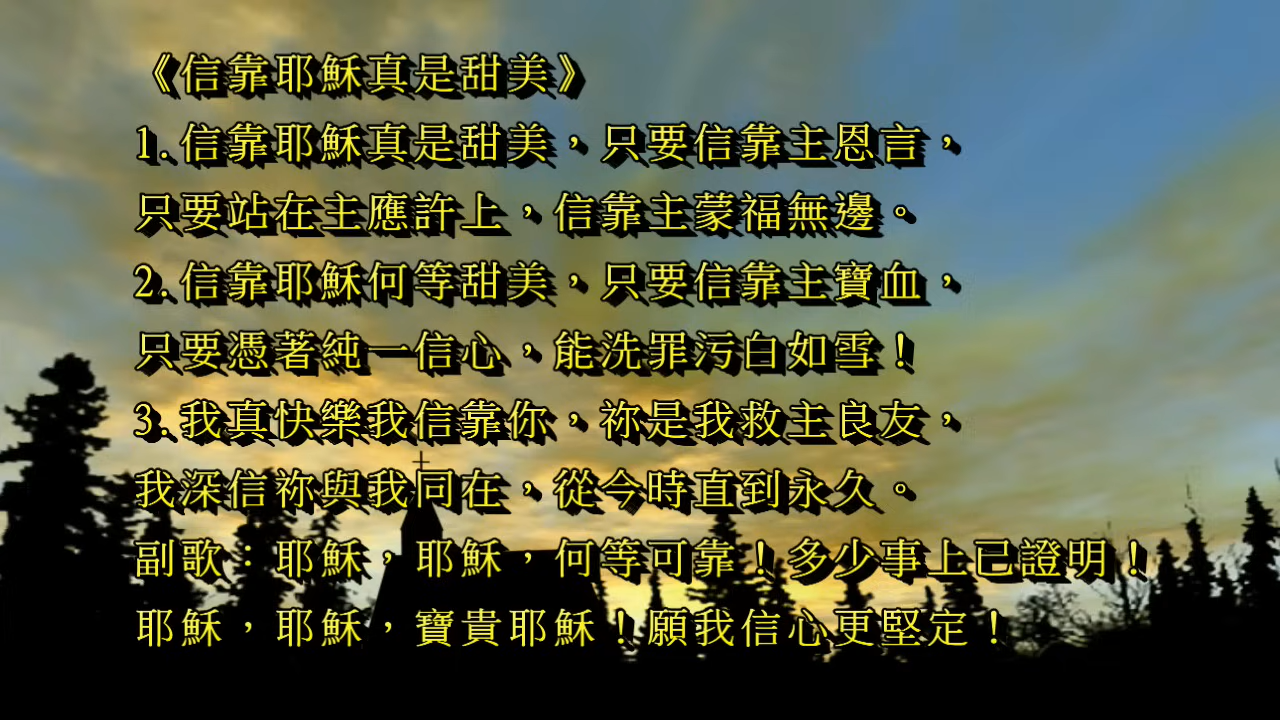 《信靠耶穌真是甜美》
1.信靠耶穌真是甜美，只要信靠主恩言，
只要站在主應許上，信靠主蒙福無邊。
2.信靠耶穌何等甜美，只要信靠主寶血，
只要憑著純一信心，能洗罪污白如雪！
3.我真快樂我信靠你，祢是我救主良友，
我深信祢與我同在，從今時直到永久。
副歌：耶穌，耶穌，何等可靠！多少事上已證明！
耶穌，耶穌，寶貴耶穌！願我信心更堅定！